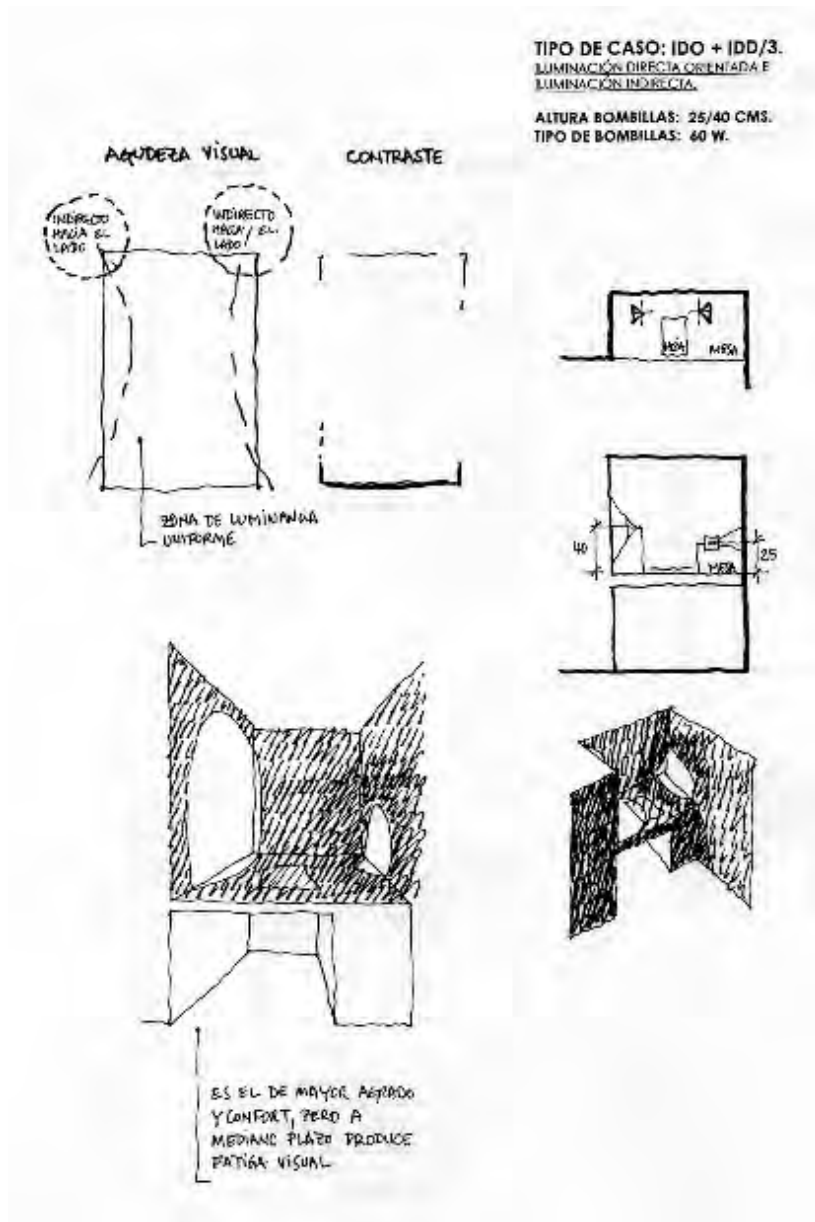 TIPO DE CASO: IDO + IDD/3.
ILUMINACIÓN DIRECTA ORIENTADA E
ILUMINACIÓN INDIRECTA.
ALTURA BOMBILLAS: 25/40 CMS.
TIPO DE BOMBILLAS: 60 W.
AGUDEZA VISUAL
CONTRASTE
INDIRECTO
HACIA EL
LADO
INDIRECTO
HACIA EL
LADO
ZONA DE LUMINANCIA
UNIFORME
HOJA
MESA
40
25
MESA
ES EL DE MAYOR AGRADO
Y CONFORT, PERO A
MEDIANO PLAZO PRODUCE
FATIGA VISUAL